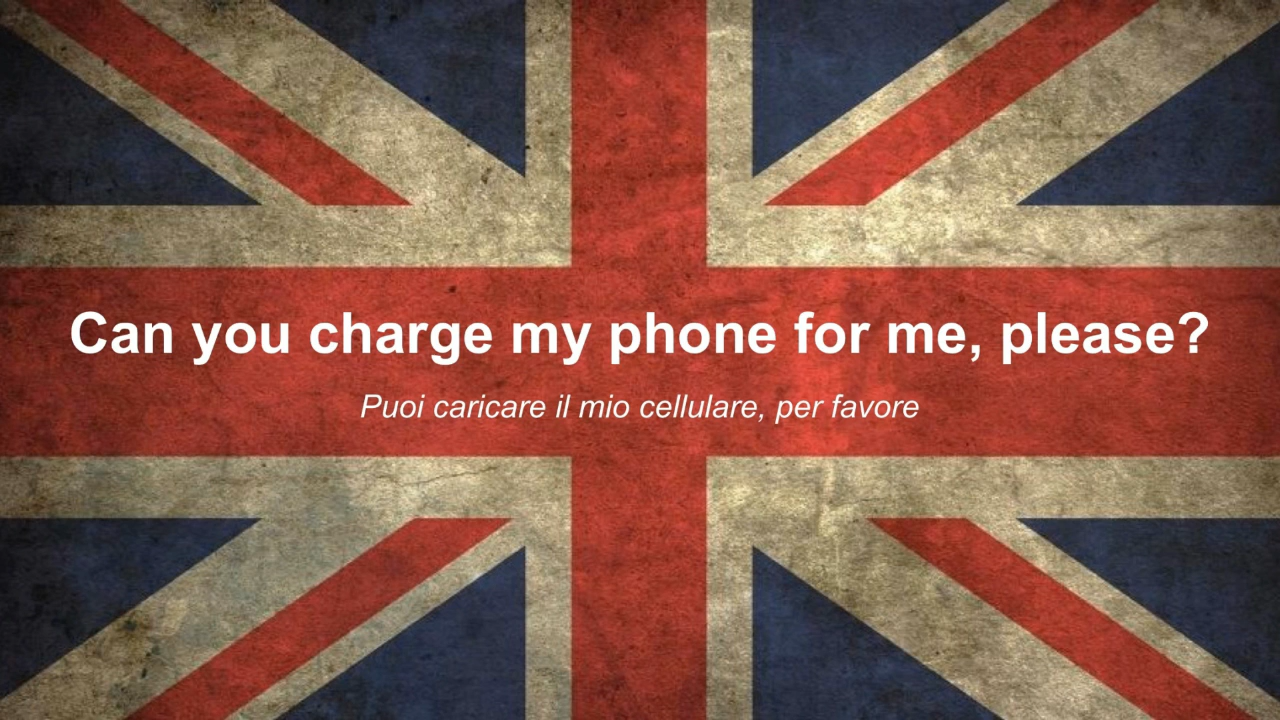 Can you charge my phone for me, please?
Puoi caricare il mio cellulare, per favore